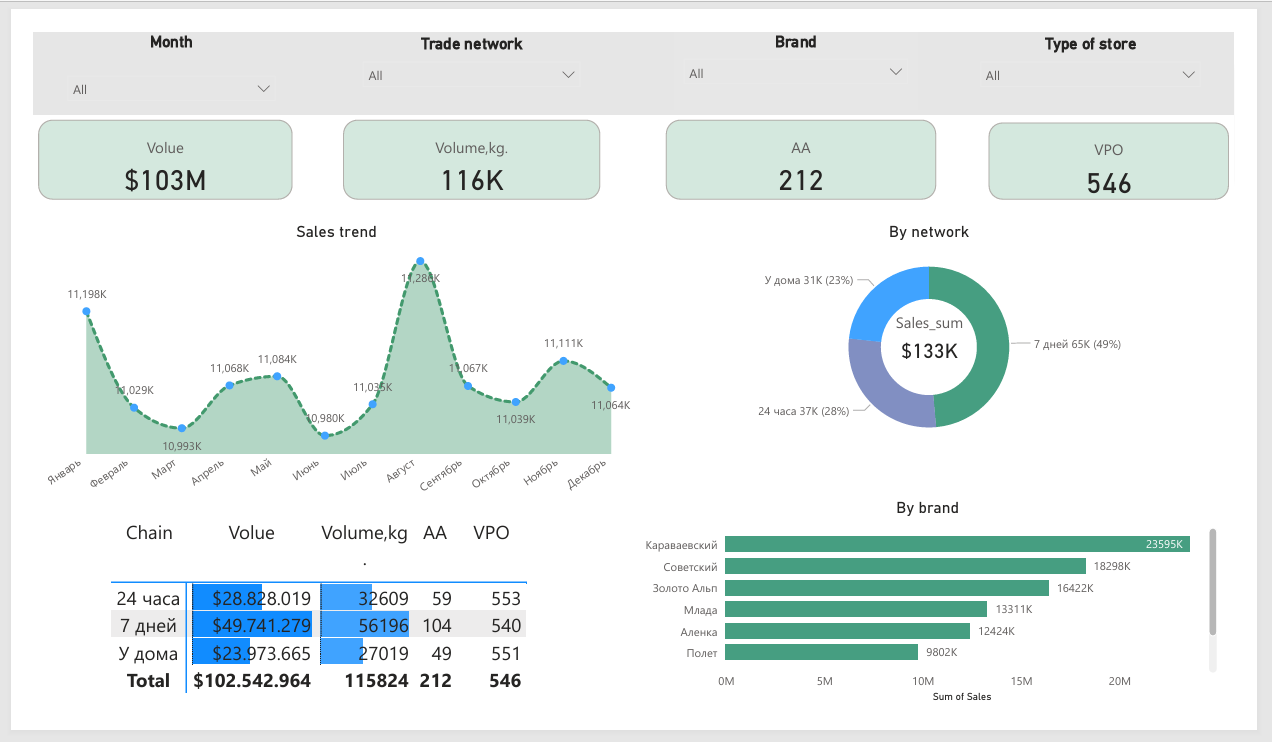 Month
Trade network
Brand
Type of store
All
All
All
All
Volue
Volume,kg.
AA
VPO
$103M
116K
212
546
Sales trend
11,198K
11,029K
10,993K
11,068K
11,084K
10,980K
11,035K
11,286K
11,067K
11,039K
11,111K
11,064K
Январь
Февраль
Март
Апрель
Май
Июнь
Июль
Август
Сентябрь
Октябрь
Ноябрь
Декабрь
By network
У дома 31K (23%)
Sales_sum
$133K
7 дней 65K (49%)
24 часа 37K (28%)
Chain Volue Volume,kg AA VPO
.
24 часа $28.828.019 32609 59 553
7 дней $49.741.279 56196 104 540
У дома $23.973.665 27019 49 551
Total $102.542.964 115824 212 546
By brand
Караваевский 23595K
Советский 18298K
Золото Альп 16422K
Млада 13311K
Аленка 12424K
Полет 9802K
0M 5M 10M 15M 20M
Sum of Sales